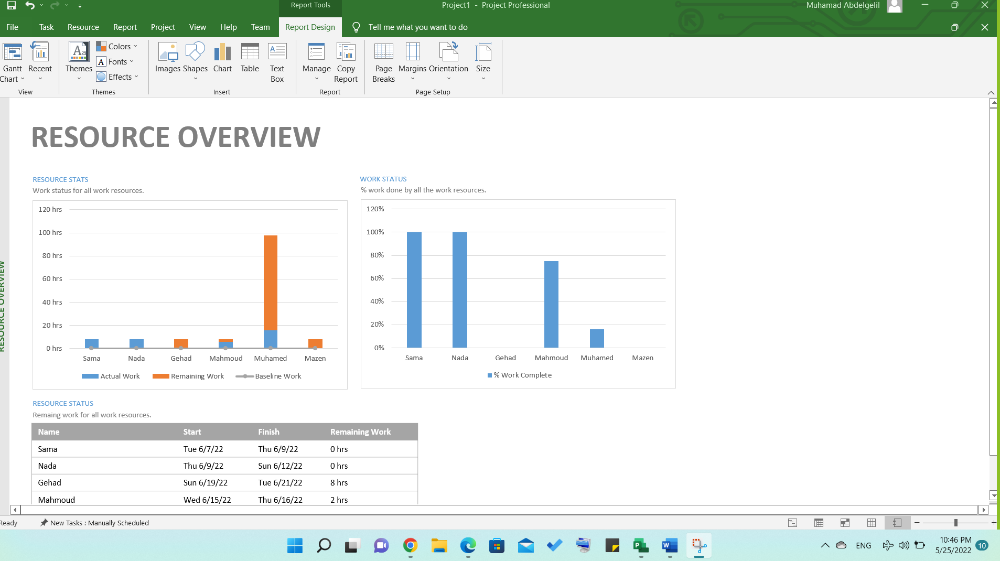 Report Tools
Project1 - Project Professional
Muhamad Abdelgelil
File Task Resource Report Project View Help Team Report Design Tell me what you want to do
Gantt Chart
Recent
View
Themes
Colors
Fonts
Effects
Themes
Images
Shapes
Chart
Table
Text Box
Insert
Manage
Copy Report
Report
Page Breaks
Margins
Orientation
Size
Page Setup
RESOURCE OVERVIEW
RESOURCE OVERVIEW
RESOURCE STATS
Work status for all work resources.
120 hrs
100 hrs
80 hrs
60 hrs
40 hrs
20 hrs
0 hrs
Sama Nada Gehad Mahmoud Muhamed Mazen
Actual Work Remaining Work Baseline Work
WORK STATUS
% work done by all the work resources.
120%
100%
80%
60%
40%
20%
0%
Sama Nada Gehad Mahmoud Muhamed Mazen
% Work Complete
RESOURCE STATUS
Remaing work for all work resources.
Name Start Finish Remaining Work
Sama Tue 6/7/22 Thu 6/9/22 0 hrs
Nada Thu 6/9/22 Sun 6/12/22 0 hrs
Gehad Sun 6/19/22 Tue 6/21/22 8 hrs
Mahmoud Wed 6/15/22 Thu 6/16/22 2 hrs
Ready New Tasks : Manually Scheduled
ENG
10:46 PM
5/25/2022
10